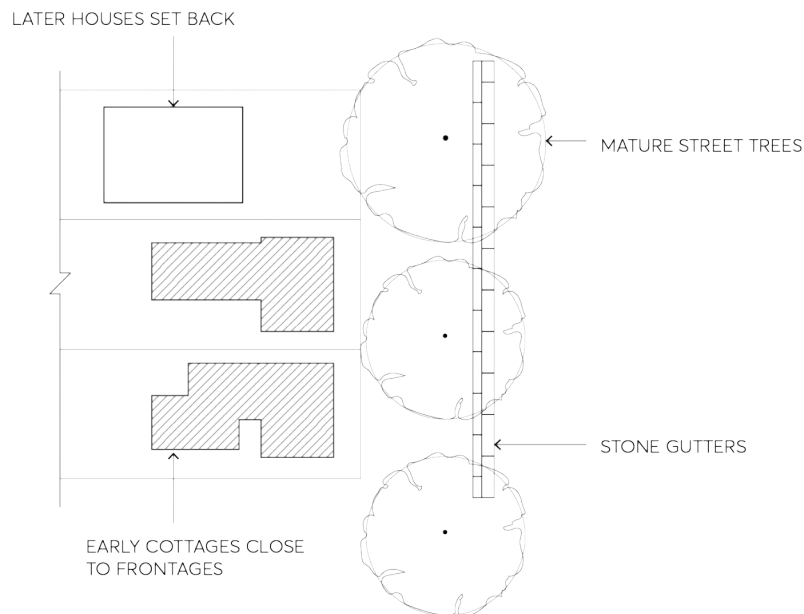 LATER HOUSES SET BACK
MATURE STREET TREES
STONE GUTTERS
EARLY COTTAGES CLOSE
TO FRONTAGES